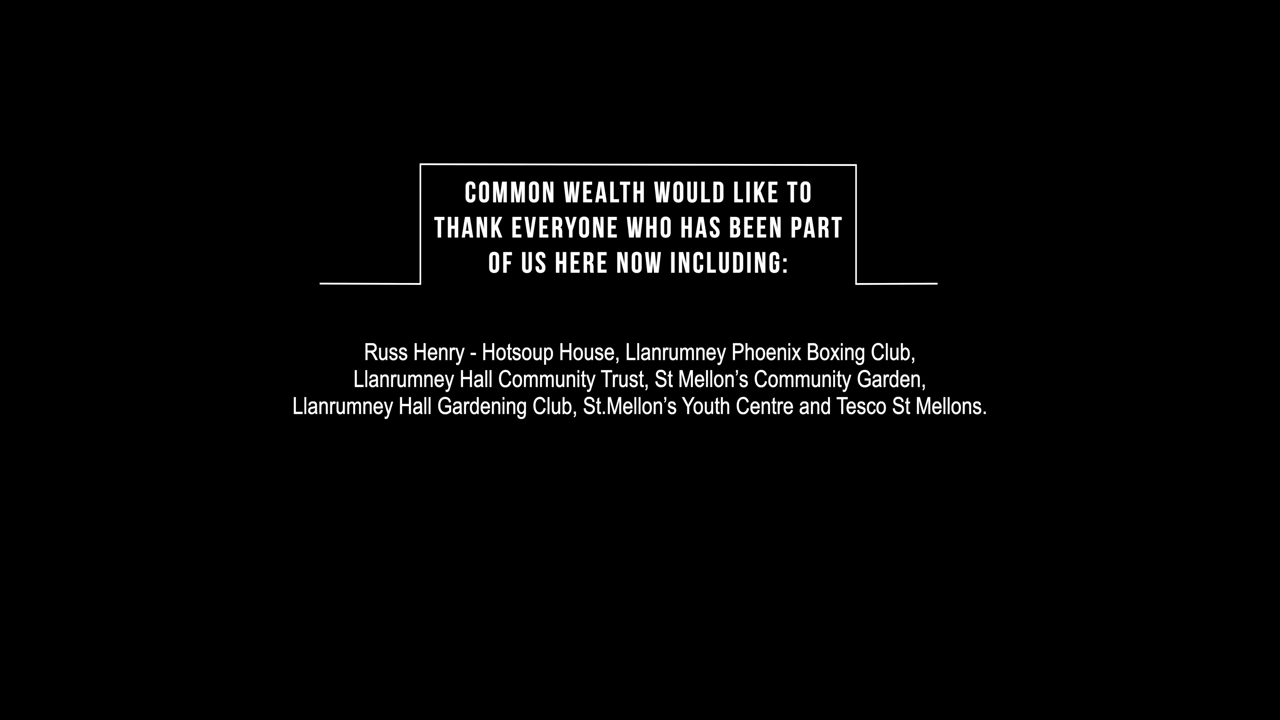 COMMON WEALTH WOULD LIKE TO
THANK EVERYONE WHO HAS BEEN PART
OF US HERE NOW INCLUDING:
Russ Henry - Hotsoup House, Llanrumney Phoenix Boxing Club,
Llanrumney Hall Community Trust, St Mellon’s Community Garden,
Llanrumney Hall Gardening Club, St.Mellon’s Youth Centre and Tesco St Mellons.